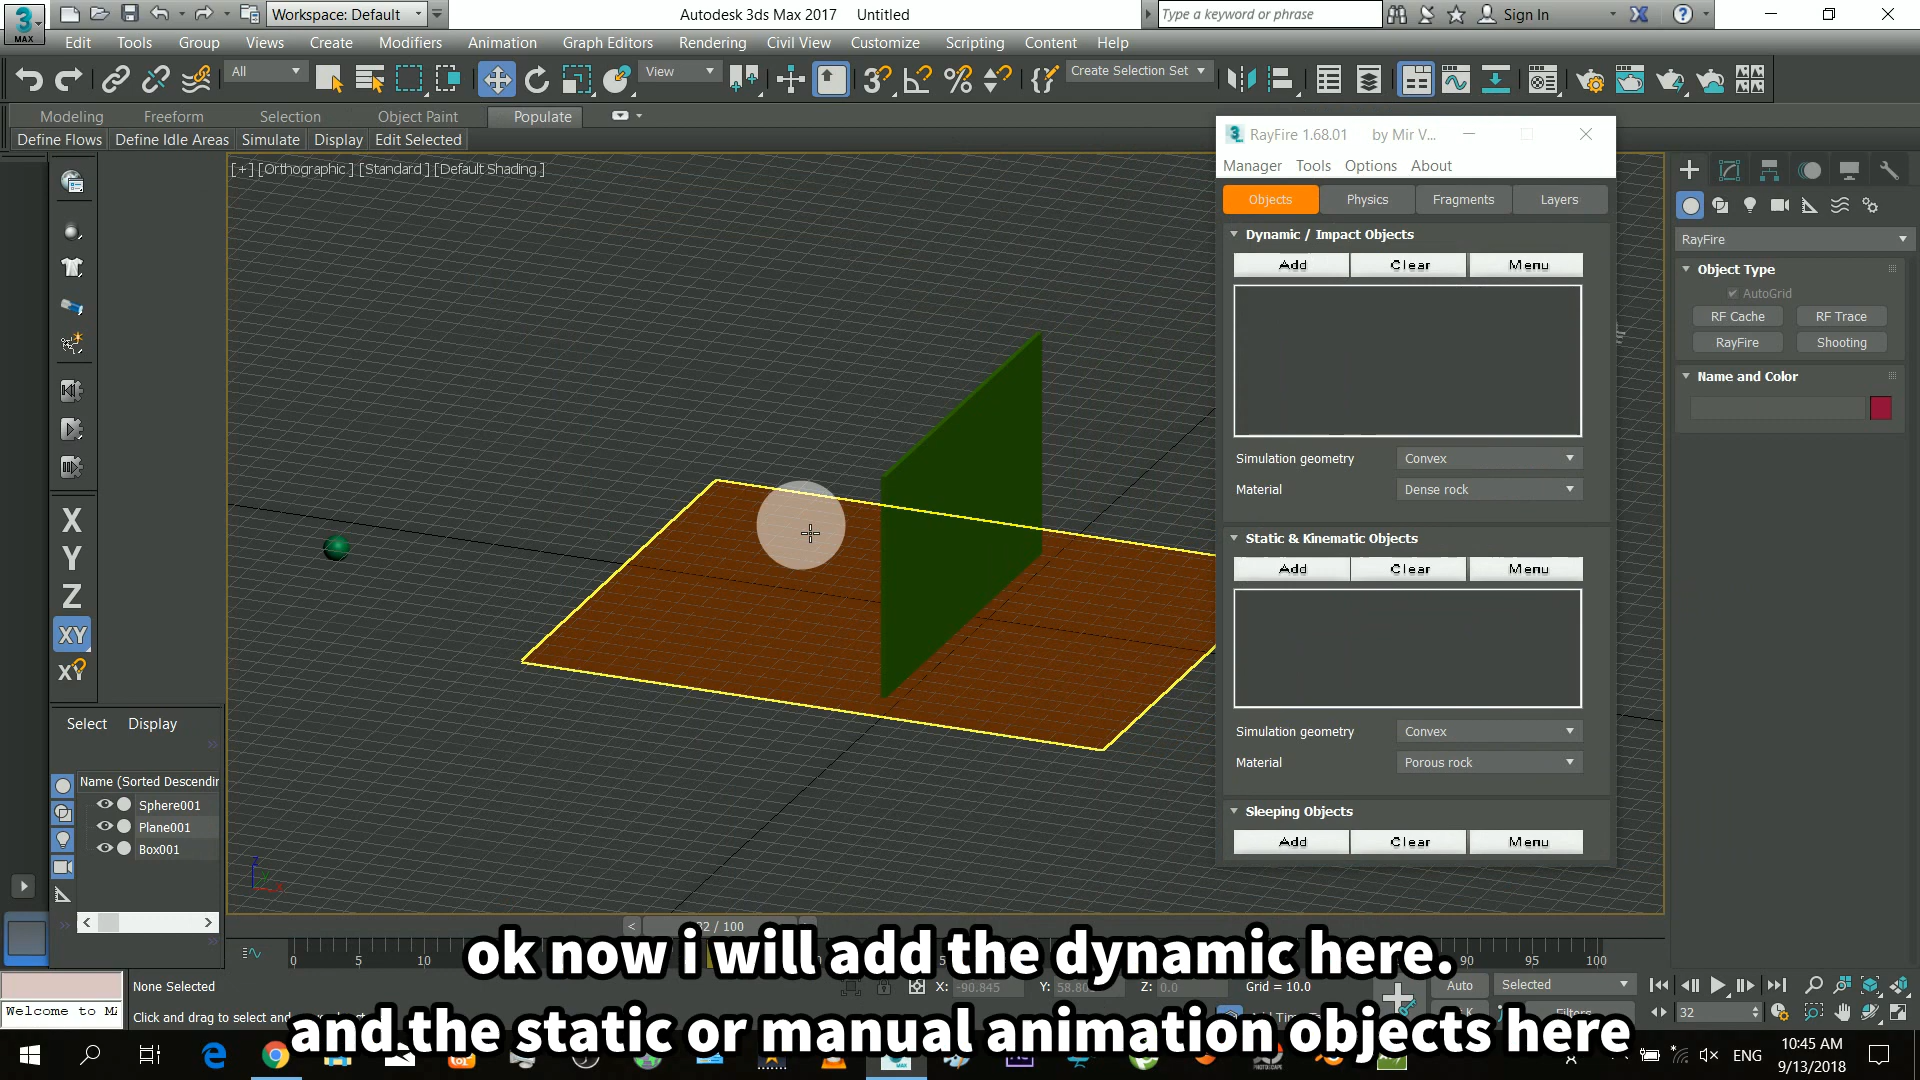 Workspace: Default
Autodesk 3ds Max 2017 Untitled
Type a keyword or phrase
Sign In
3
MAX
Edit Tools Group Views Create Modifiers Animation Graph Editors Rendering Civil View Customize Scripting Content Help
All
View
Create Selection Set
Modeling Freeform Selection Object Paint Populate
Define Flows Define Idle Areas Simulate Display Edit Selected
[+] [Orthographic ] [Standard ] [Default Shading ]
RayFire 1.68.01 by Mir V...
Manager Tools Options About
Objects Physics Fragments Layers
Dynamic / Impact Objects
Add Clear Menu
Simulation geometry Convex
Material Dense rock
Static & Kinematic Objects
Add Clear Menu
Simulation geometry Convex
Material Porous rock
Sleeping Objects
Add Clear Menu
RayFire
Object Type
AutoGrid
RF Cache RF Trace
RayFire Shooting
Name and Color
X
Y
Z
XY
XY
Select Display
Name (Sorted Descendin
Sphere001
Plane001
Box001
32 / 100
0 5 10 90 95 100
ok now i will add the dynamic here.
and the static or manual animation objects here
None Selected
X: -90.845 Y: 58.80 Z: 0.0 Grid = 10.0
Auto Selected
Welcome to MA
Click and drag to select and
Filters...
32
ENG
10:45 AM
9/13/2018